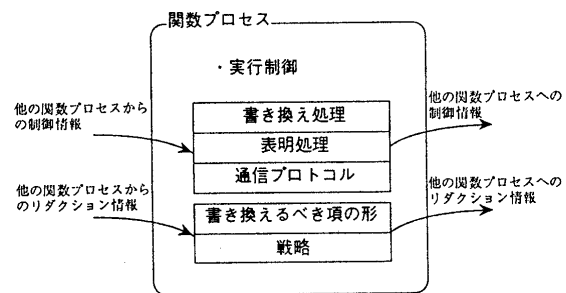 関数プロセス
・実行制御
他の関数プロセスから
の制御情報
書き換え処理
表明処理
通信プロトコル
他の関数プロセスへの
制御情報
他の関数プロセスから
のリダクション情報
書き換えるべき項の形
戦略
他の関数プロセスへの
リダクション情報